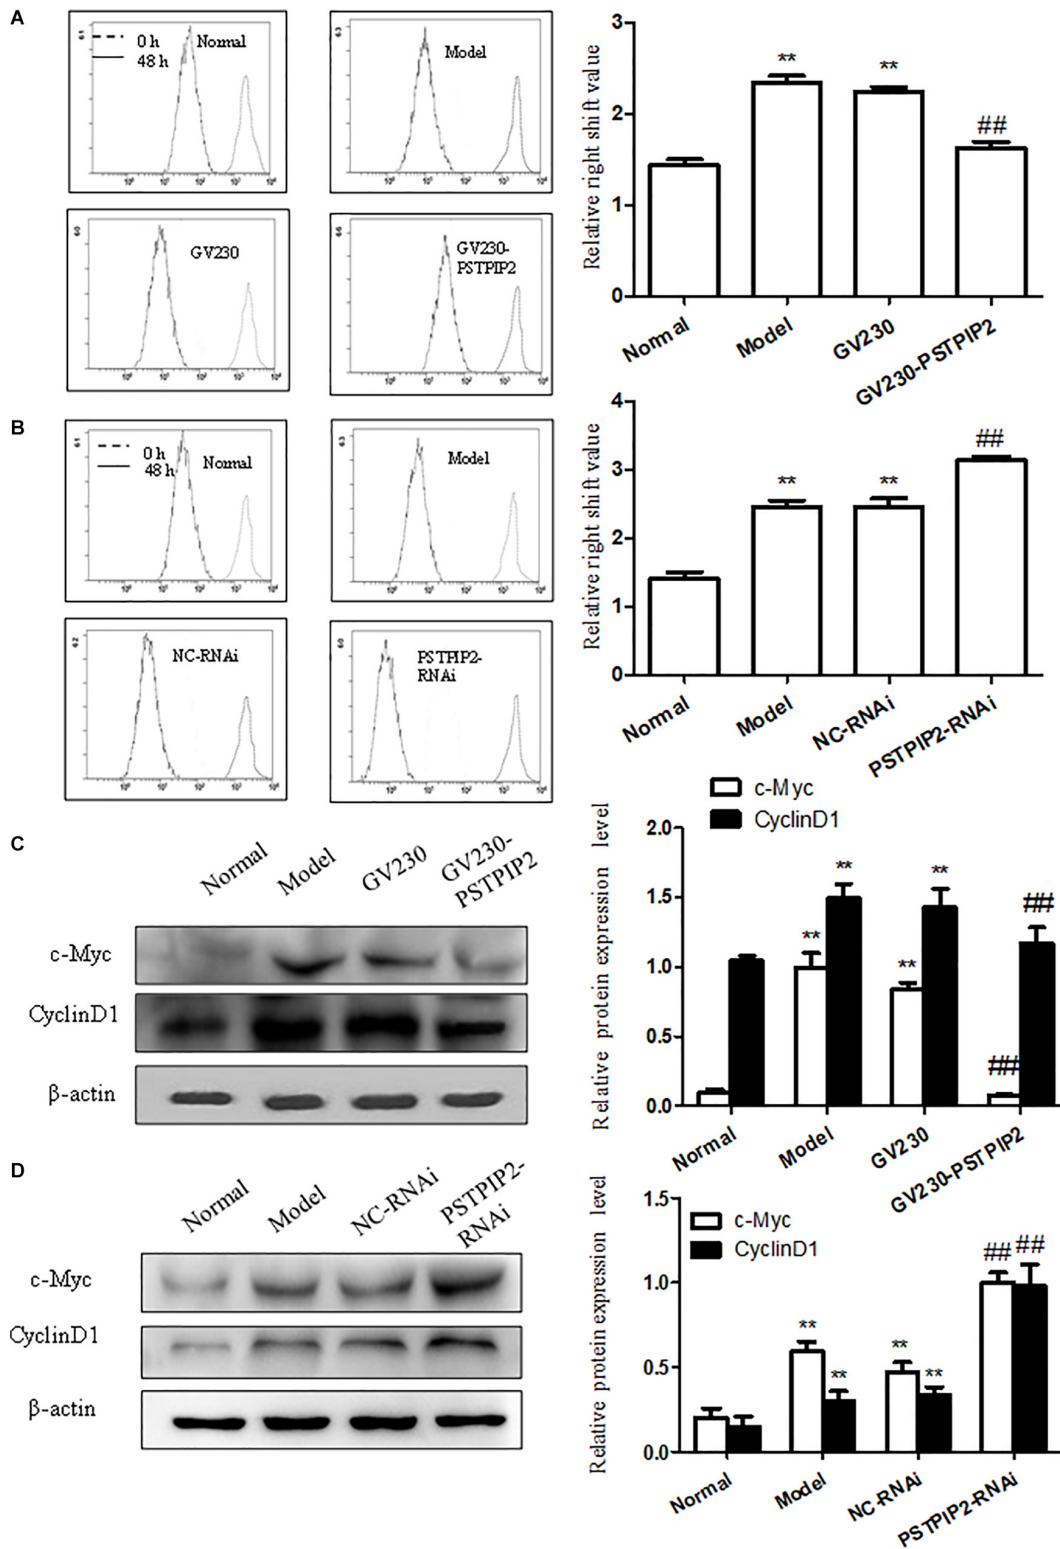 A
0 h
48 h
Normal
Model
GV230
GV230-
PSTPIP2
Relative right shift value
3
2
1
0
**
**
##
Normal
Model
GV230
GV230-PSTPIP2
B
0 h
48 h
Normal
Model
NC-RNAi
PSTPIP2-
RNAi
Relative right shift value
4
3
2
1
0
**
**
##
Normal
Model
NC-RNAi
PSTPIP2-RNAi
C
Normal
Model
GV230
GV230-
PSTPIP2
c-Myc
CyclinD1
β-actin
c-Myc
CyclinD1
Relative protein expression level
2.0
1.5
1.0
0.5
0.0
**
**
**
**
##
##
Normal
Model
GV230
GV230-PSTPIP2
D
Normal
Model
NC-RNAi
PSTPIP2-
RNAi
c-Myc
CyclinD1
β-actin
c-Myc
CyclinD1
Relative protein expression level
1.5
1.0
0.5
0.0
**
**
**
**
##
##
Normal
Model
NC-RNAi
PSTPIP2-RNAi